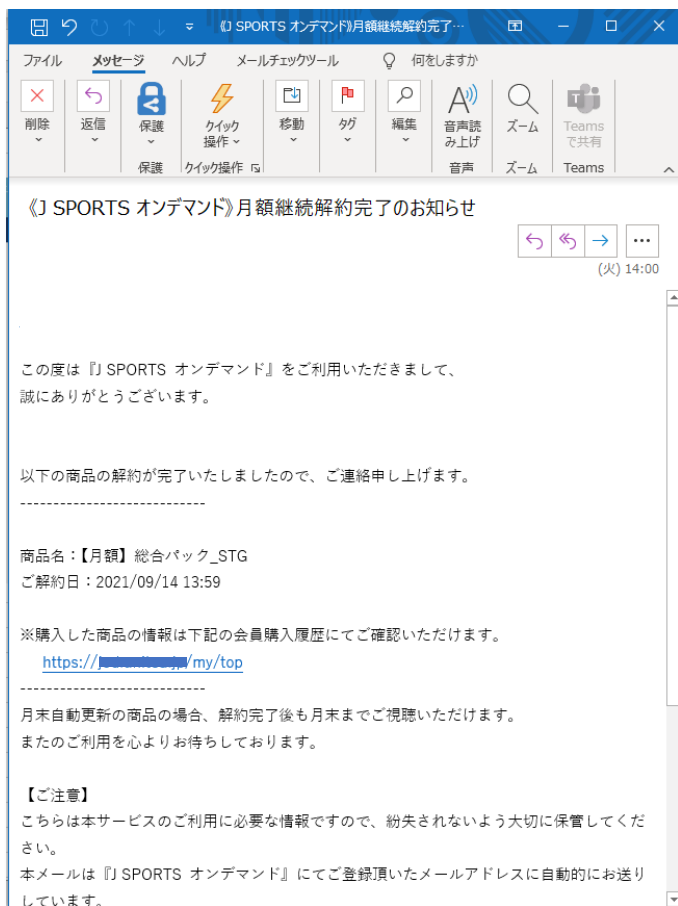 《J SPORTS オンデマンド》月額継続解約完了…
ファイル メッセージ ヘルプ メールチェックツール 何をしますか
削除 返信 保護 クイック操作 移動 タグ 編集 音声読み上げ ズーム Teamsで共有
保護 クイック操作 音声 ズーム Teams
《J SPORTS オンデマンド》月額継続解約完了のお知らせ
(火) 14:00
この度は『J SPORTS オンデマンド』をご利用いただきまして、
誠にありがとうございます。
以下の商品の解約が完了いたしましたので、ご連絡申し上げます。
----------------------------
商品名：【月額】総合パック_STG
ご解約日：2021/09/14 13:59
※購入した商品の情報は下記の会員購入履歴にてご確認いただけます。
https:///my/top
----------------------------
月末自動更新の商品の場合、解約完了後も月末までご視聴いただけます。
またのご利用を心よりお待ちしております。
【ご注意】
こちらは本サービスのご利用に必要な情報ですので、紛失されないよう大切に保管してくだ
さい。
本メールは『J SPORTS オンデマンド』にてご登録頂いたメールアドレスに自動的にお送り
しています。